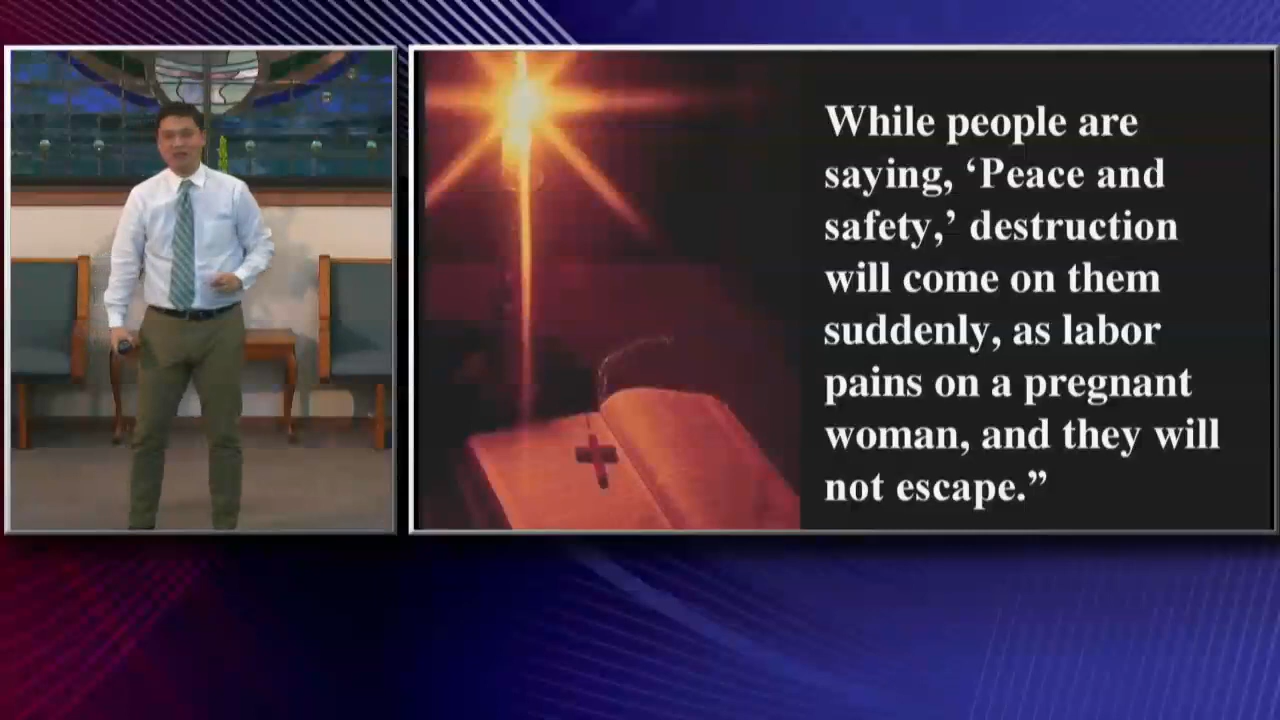 While people are
saying, ‘Peace and
safety,’ destruction
will come on them
suddenly, as labor
pains on a pregnant
woman, and they will
not escape.”